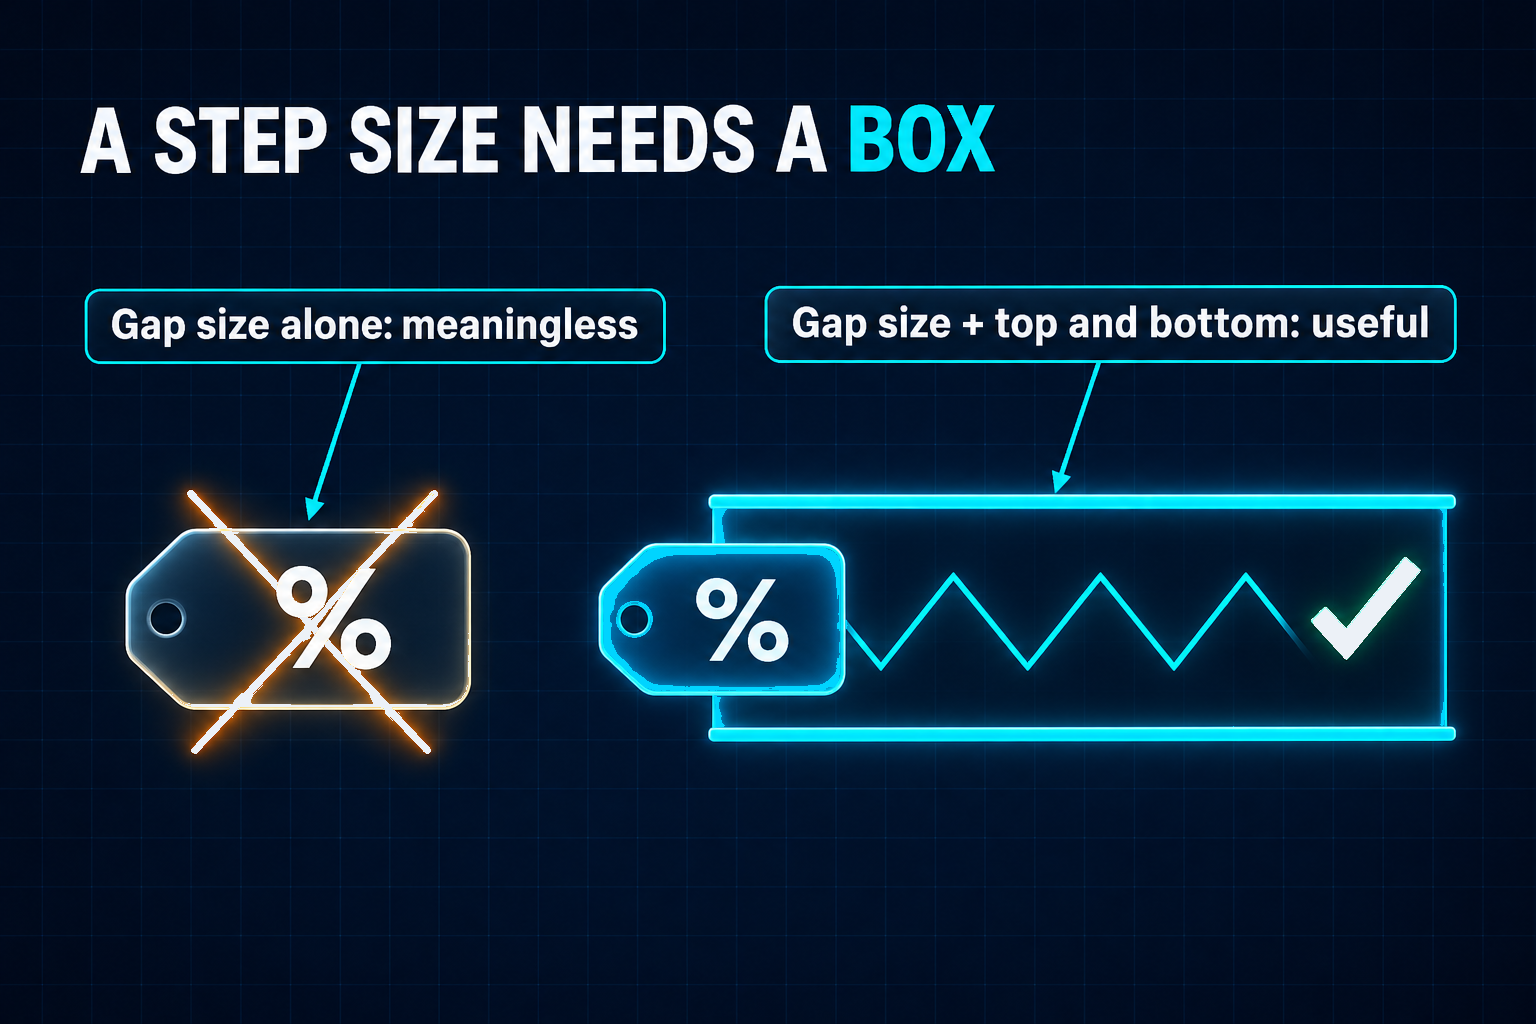 A STEP SIZE NEEDS A BOX
Gap size alone: meaningless
Gap size + top and bottom: useful
%
%